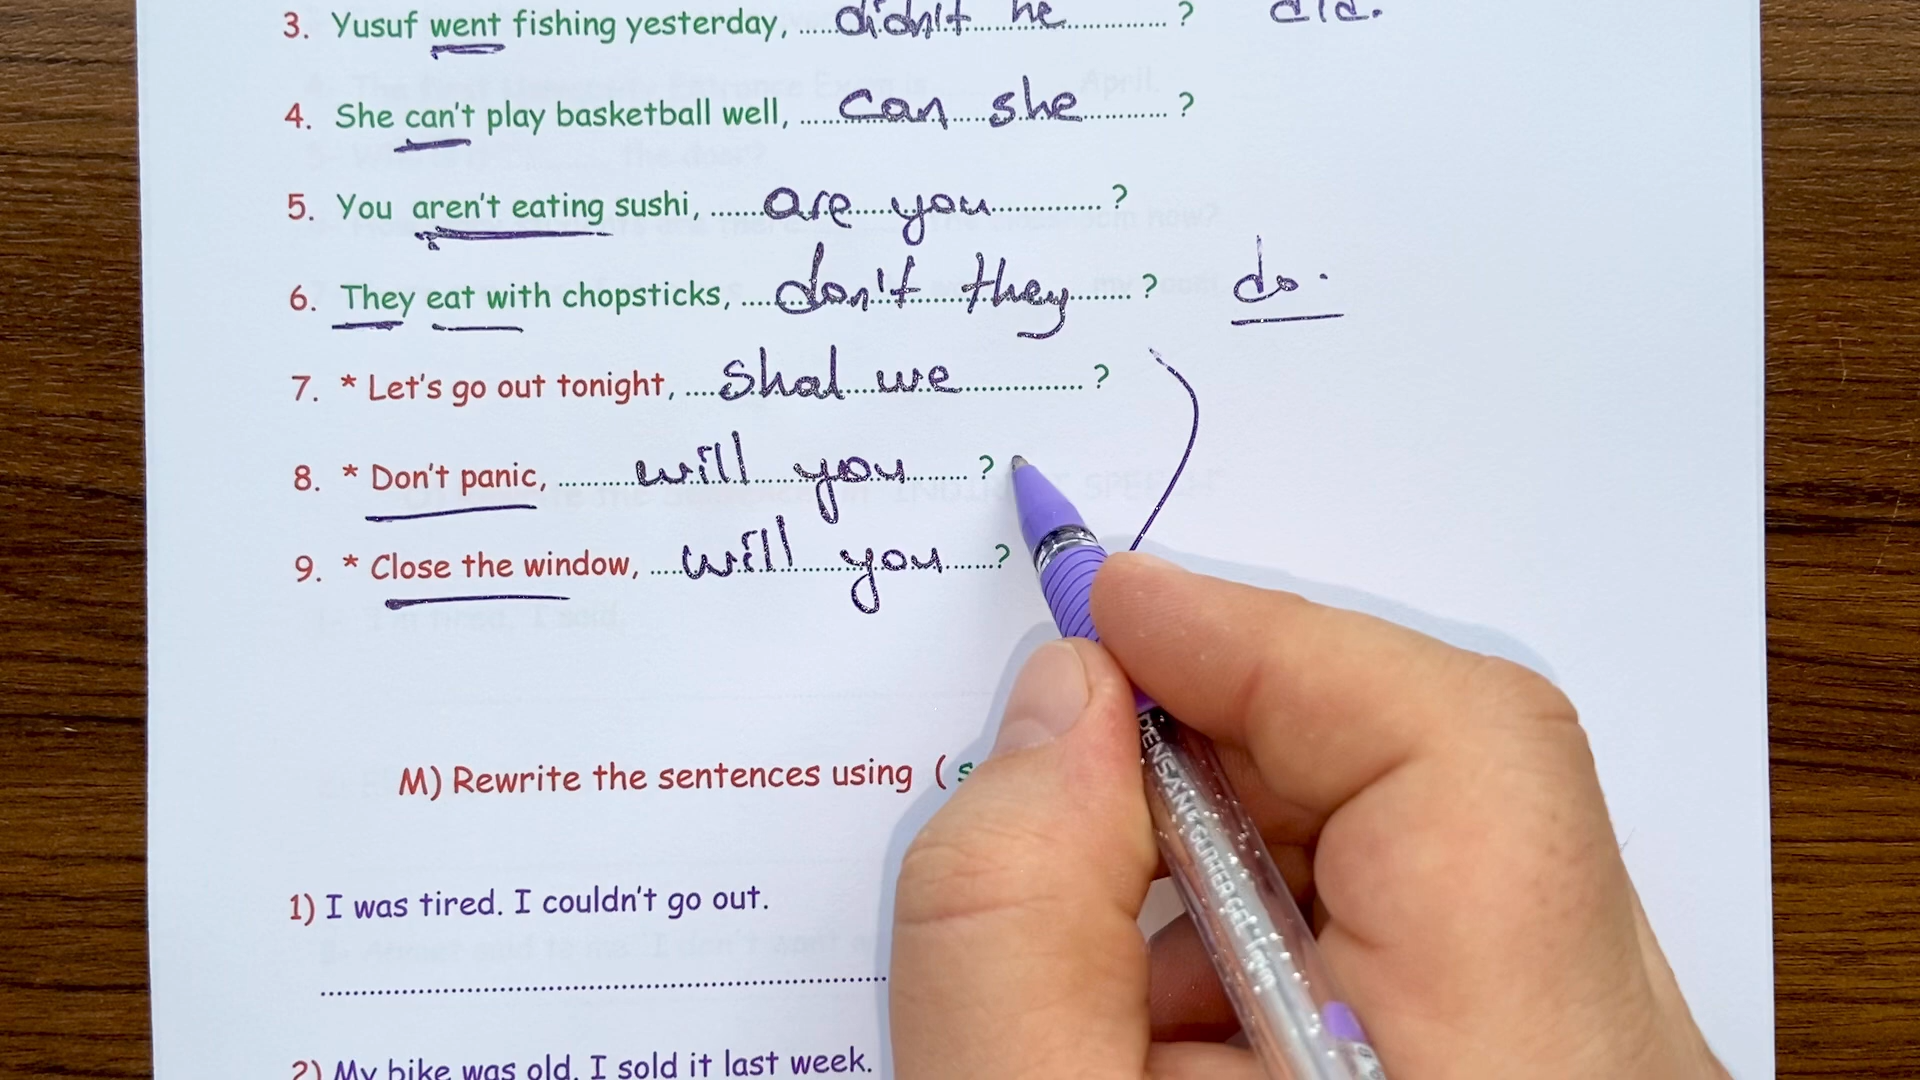 3. Yusuf went fishing yesterday, ......didn't he............? did.
4. She can't play basketball well, ......can she............?
5. You aren't eating sushi, ......are you............?
6. They eat with chopsticks, ......don't they......? do.
7. * Let's go out tonight, ....shal we............?
8. * Don't panic, ..........will you......?
9. * Close the window, ....will you......?
M) Rewrite the sentences using ( s
1) I was tired. I couldn't go out.
2) My bike was old. I sold it last week.
PENSAN GLITTER GEL